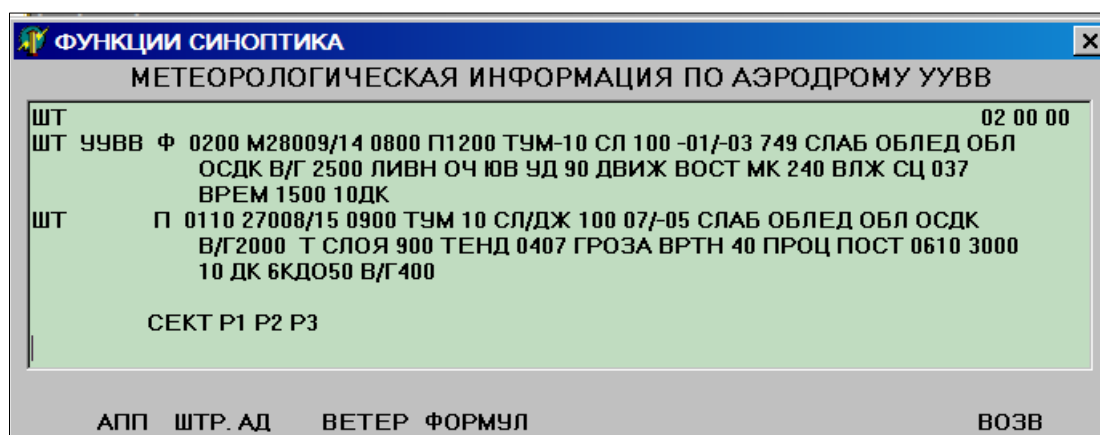 ФУНКЦИИ СИНОПТИКА
МЕТЕОРОЛОГИЧЕСКАЯ ИНФОРМАЦИЯ ПО АЭРОДРОМУ УУВВ
ШТ 02 00 00
ШТ УУВВ Ф 0200 М28009/14 0800 П1200 ТУМ-10 СЛ 100 -01/-03 749 СЛАБ ОБЛЕД ОБЛ
ОСДК В/Г 2500 ЛИВН ОЧ ЮВ УД 90 ДВИЖ ВОСТ МК 240 ВЛЖ СЦ 037
ВРЕМ 1500 10ДК
ШТ П 0110 27008/15 0900 ТУМ 10 СЛ/ДЖ 100 07/-05 СЛАБ ОБЛЕД ОБЛ ОСДК
В/Г2000 Т СЛОЯ 900 ТЕНД 0407 ГРОЗА ВРТН 40 ПРОЦ ПОСТ 0610 3000
10 ДК 6КДО50 В/Г400
СЕКТ Р1 Р2 Р3
АПП ШТР. АД ВЕТЕР ФОРМУЛ ВОЗВ